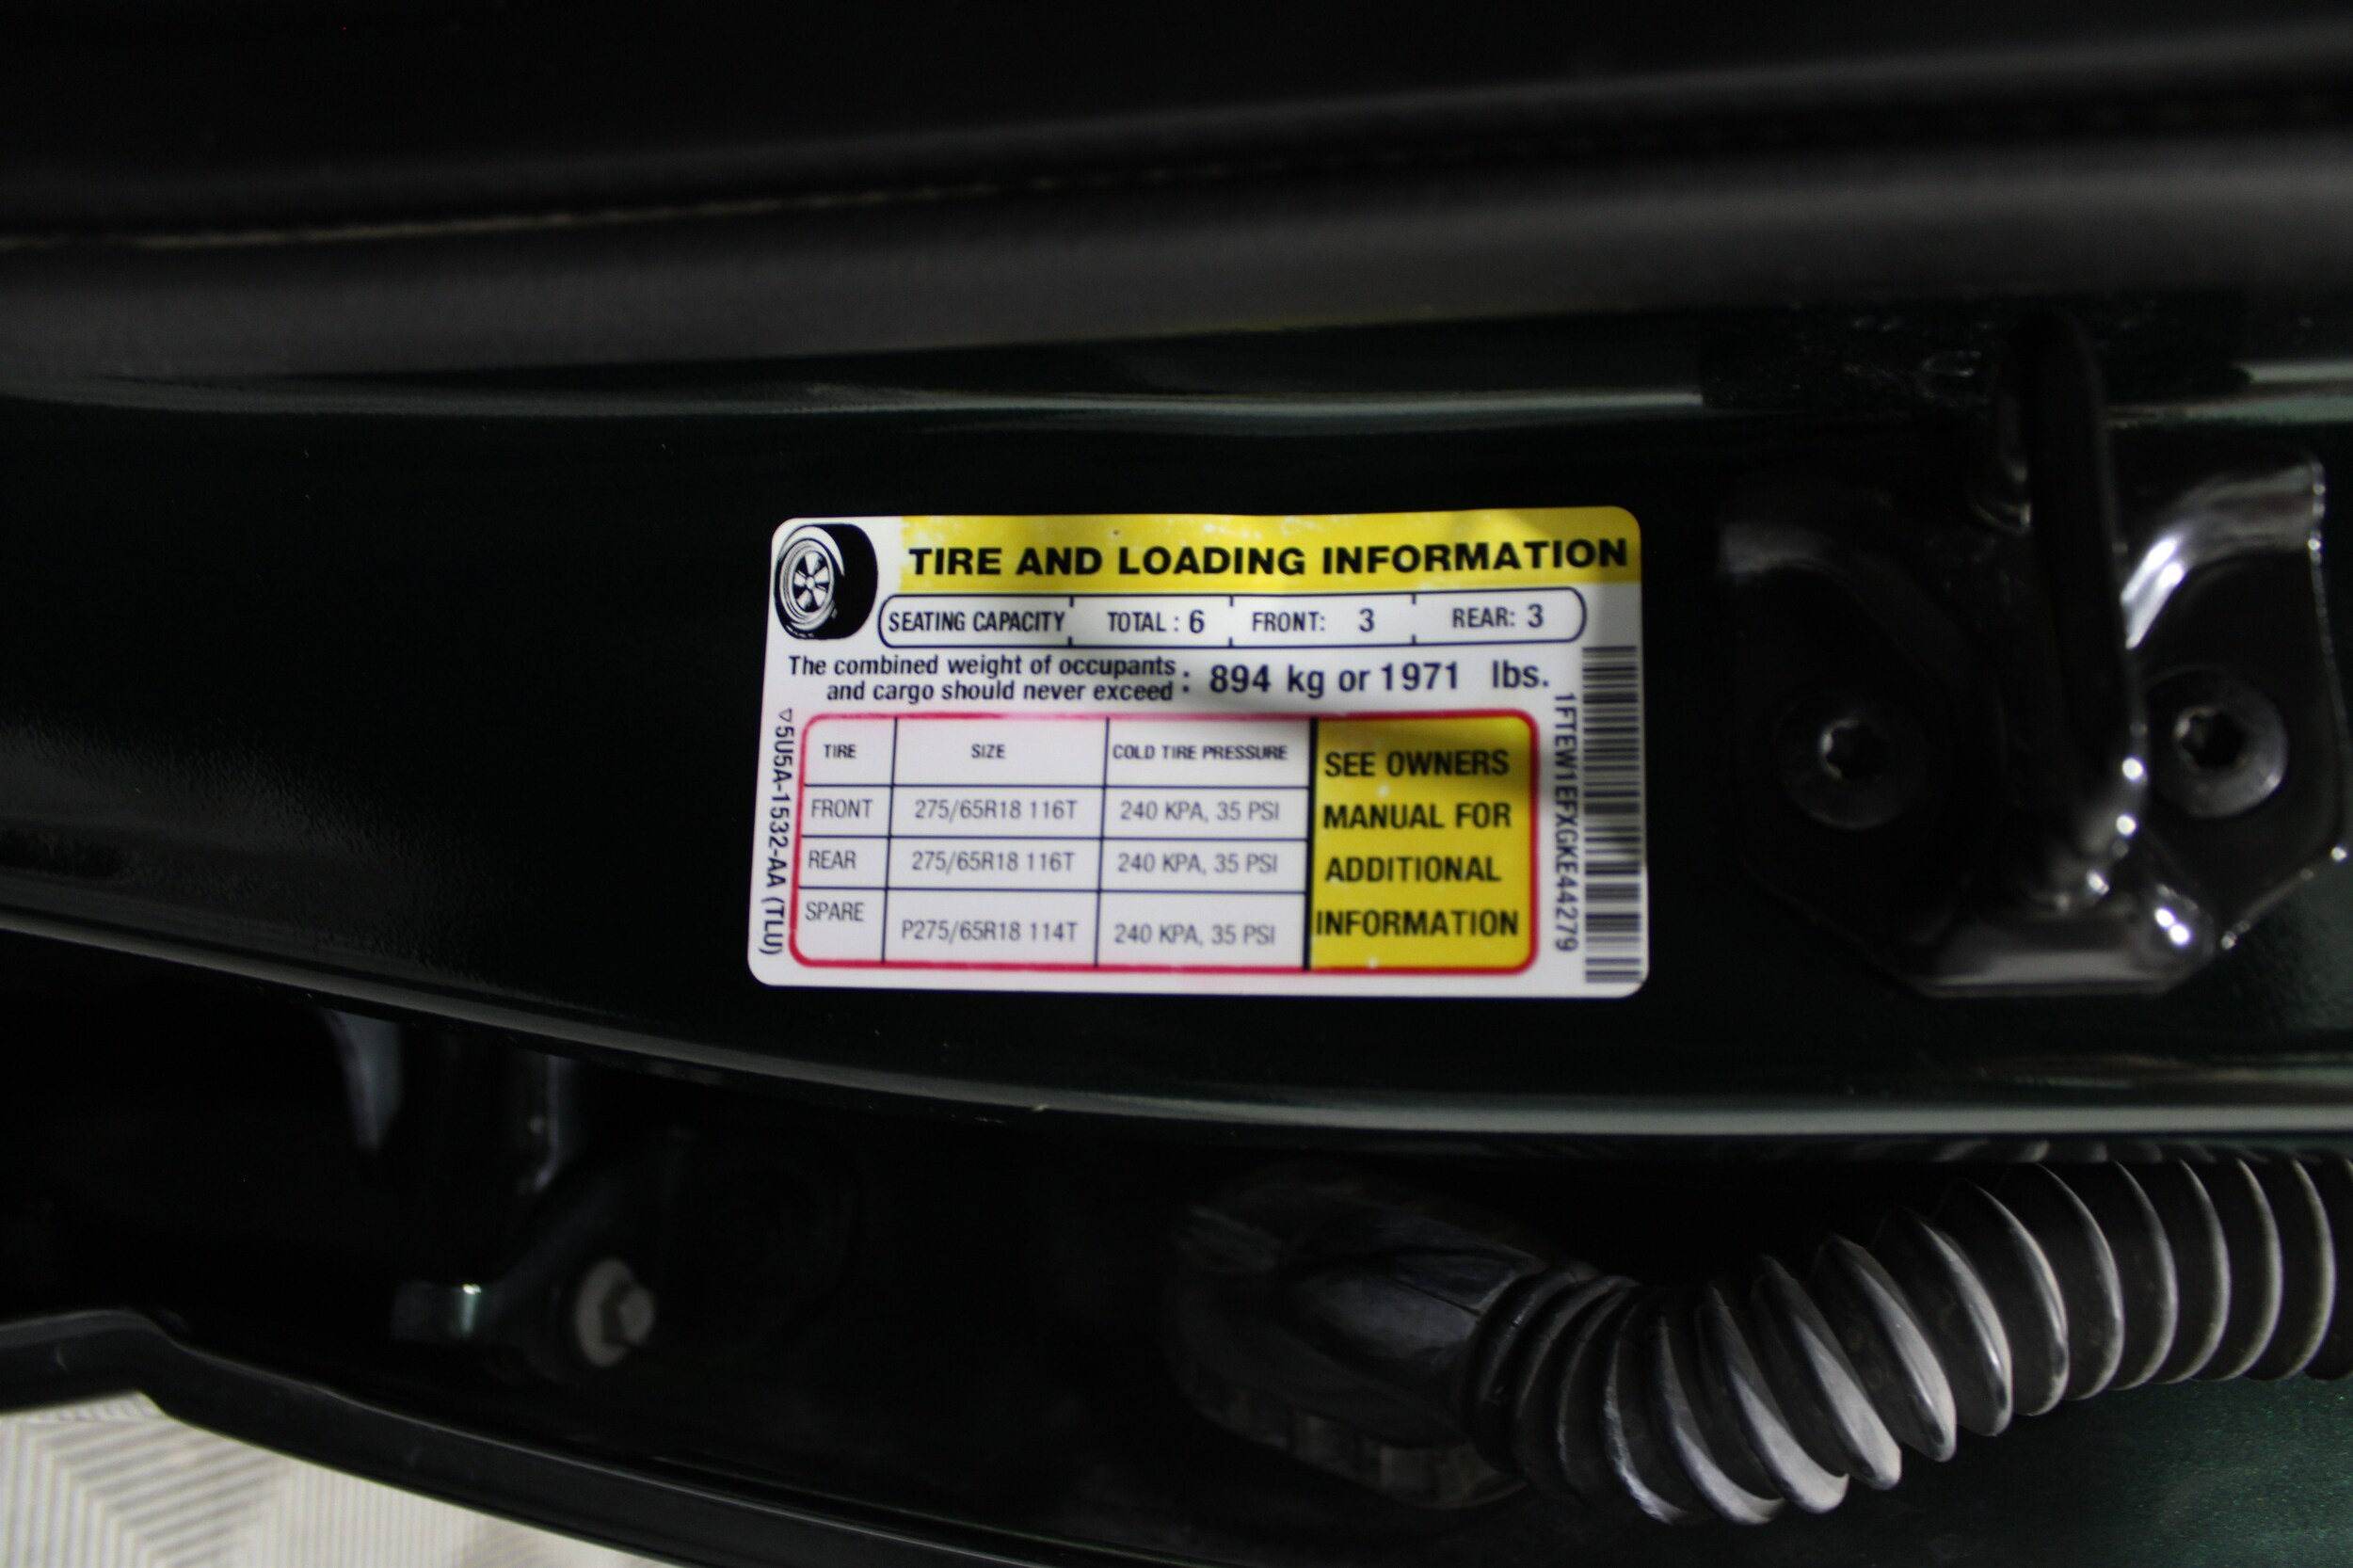 TIRE AND LOADING INFORMATION
SEATING CAPACITY TOTAL : 6 FRONT: 3 REAR: 3
The combined weight of occupants
and cargo should never exceed : 894 kg or 1971 lbs.
TIRE SIZE COLD TIRE PRESSURE
FRONT 275/65R18 116T 240 KPA, 35 PSI
REAR 275/65R18 116T 240 KPA, 35 PSI
SPARE P275/65R18 114T 240 KPA, 35 PSI
SEE OWNERS
MANUAL FOR
ADDITIONAL
INFORMATION
5U5A-1532-AA (TLU)
1FTEW1EFXGKE44279